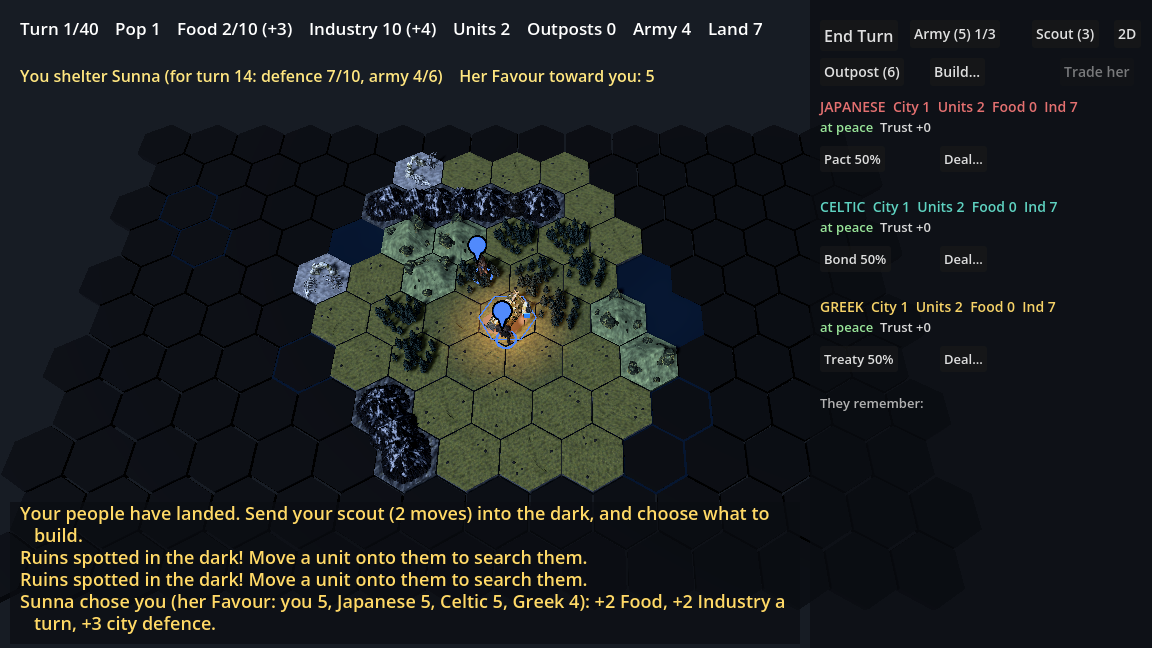 Turn 1/40 Pop 1 Food 2/10 (+3) Industry 10 (+4) Units 2 Outposts 0 Army 4 Land 7
You shelter Sunna (for turn 14: defence 7/10, army 4/6) Her Favour toward you: 5
End Turn Army (5) 1/3 Scout (3) 2D
Outpost (6) Build... Trade her
JAPANESE City 1 Units 2 Food 0 Ind 7
at peace Trust +0
Pact 50% Deal...
CELTIC City 1 Units 2 Food 0 Ind 7
at peace Trust +0
Bond 50% Deal...
GREEK City 1 Units 2 Food 0 Ind 7
at peace Trust +0
Treaty 50% Deal...
They remember:
Your people have landed. Send your scout (2 moves) into the dark, and choose what to
build.
Ruins spotted in the dark! Move a unit onto them to search them.
Ruins spotted in the dark! Move a unit onto them to search them.
Sunna chose you (her Favour: you 5, Japanese 5, Celtic 5, Greek 4): +2 Food, +2 Industry a
turn, +3 city defence.